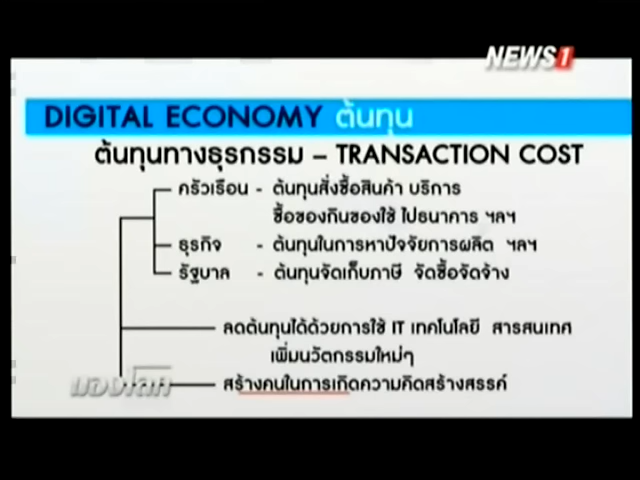 NEWS1
DIGITAL ECONOMY ต้นทุน
ต้นทุนทางธุรกรรม – TRANSACTION COST
ครัวเรือน - ต้นทุนสั่งซื้อสินค้า บริการ
ซื้อของกินของใช้ ไปธนาคาร ฯลฯ
ธุรกิจ - ต้นทุนในการหาปัจจัยการผลิต ฯลฯ
รัฐบาล - ต้นทุนจัดเก็บภาษี จัดซื้อจัดจ้าง
ลดต้นทุนได้ด้วยการใช้ IT เทคโนโลยี สารสนเทศ
เพิ่มนวัตกรรมใหม่ๆ
มองโลก
สร้างคนในการเกิดความคิดสร้างสรรค์